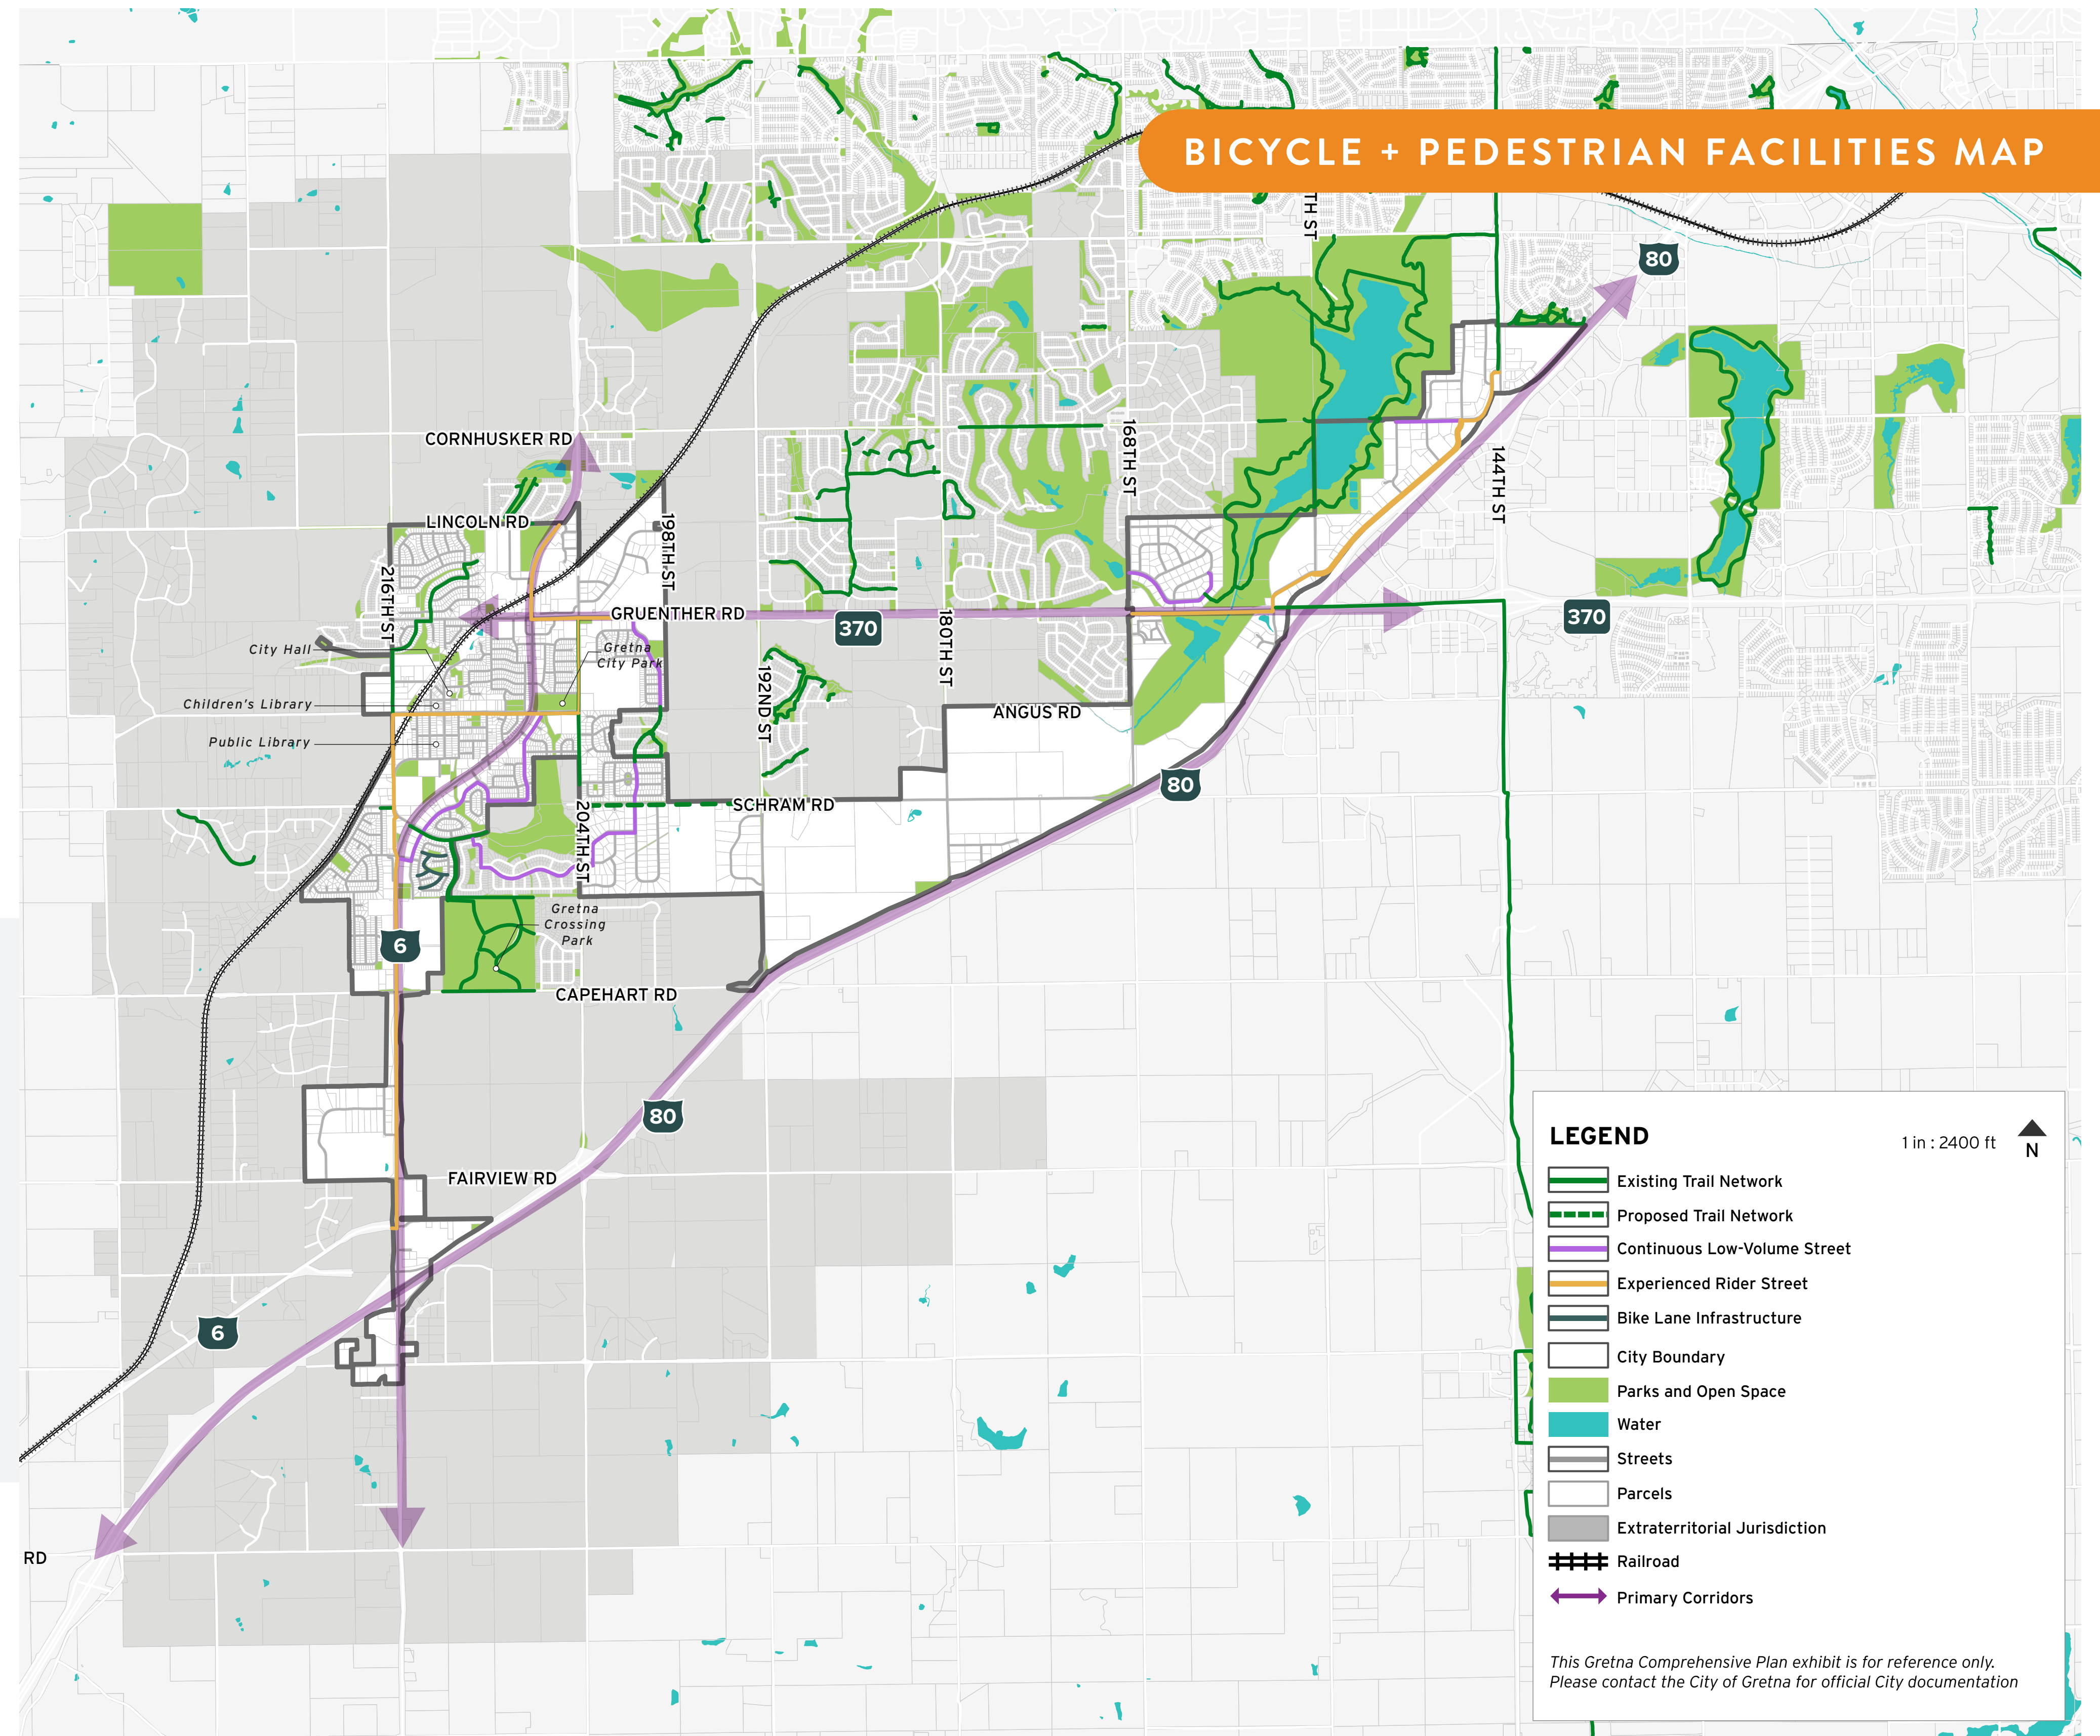 BICYCLE + PEDESTRIAN FACILITIES MAP
TH ST
80
CORNHUSKER RD
168TH ST
144TH ST
LINCOLN RD
198TH ST
216TH ST
GRUENTHER RD
370
180TH ST
370
City Hall
Gretna
City Park
Children's Library
192ND ST
ANGUS RD
Public Library
80
SCHRAM RD
204TH ST
Gretna
Crossing
Park
6
CAPEHART RD
80
FAIRVIEW RD
6
RD
LEGEND
1 in : 2400 ft
N
Existing Trail Network
Proposed Trail Network
Continuous Low-Volume Street
Experienced Rider Street
Bike Lane Infrastructure
City Boundary
Parks and Open Space
Water
Streets
Parcels
Extraterritorial Jurisdiction
Railroad
Primary Corridors
This Gretna Comprehensive Plan exhibit is for reference only.
Please contact the City of Gretna for official City documentation